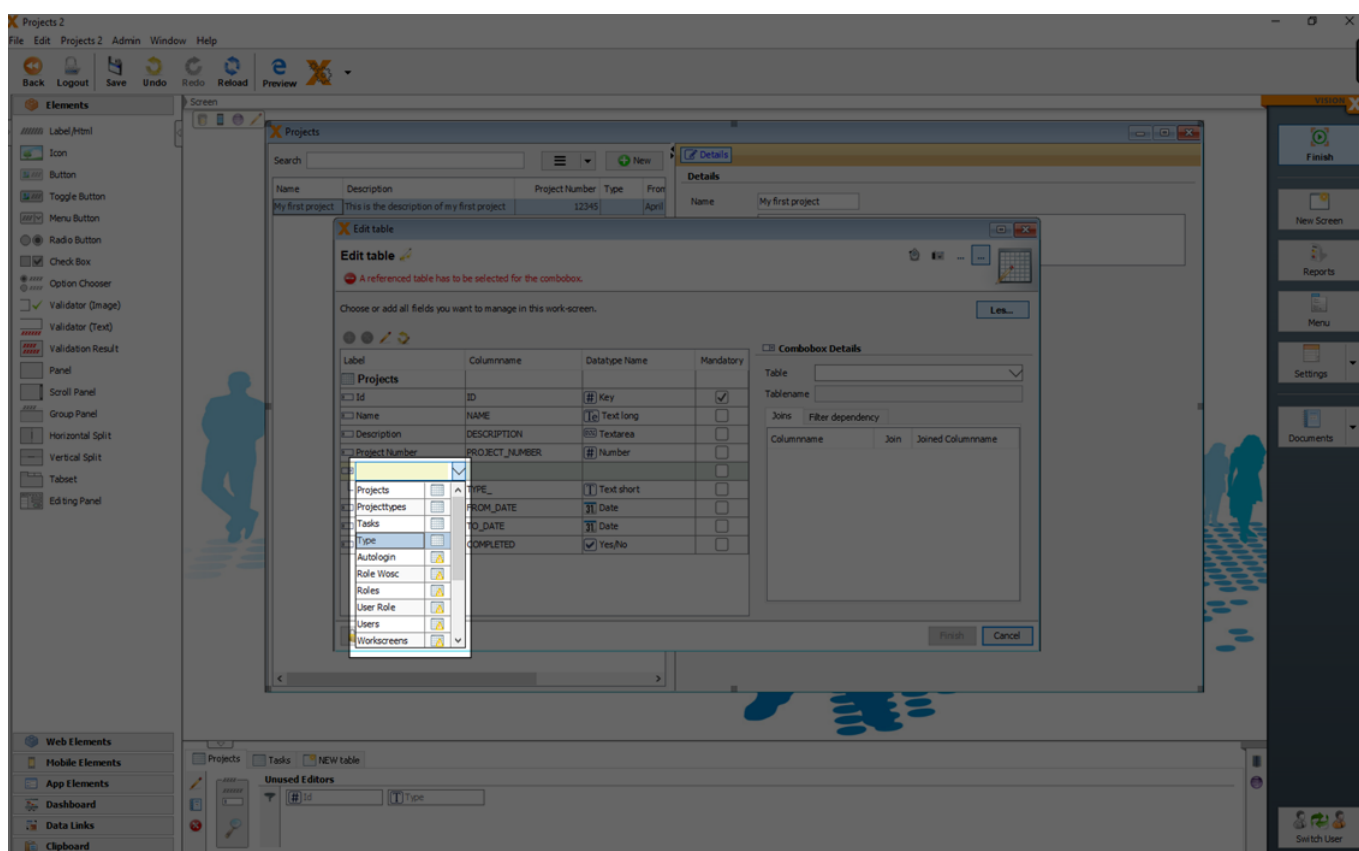 Projects 2
File Edit Projects 2 Admin Window Help
Back Logout Save Undo Redo Reload Preview
Elements
Screen
VISION X
Label/Html
Icon
Button
Toggle Button
Menu Button
Radio Button
Check Box
Option Chooser
Validator (Image)
Validator (Text)
Validation Result
Panel
Scroll Panel
Group Panel
Horizontal Split
Vertical Split
Tabset
Editing Panel
Web Elements
Mobile Elements
App Elements
Dashboard
Data Links
Clipboard
Projects
Search
New
Name Description Project Number Type From
My first project This is the description of my first project 12345 April
Details
Details
Name My first project
Edit table
Edit table
A referenced table has to be selected for the combobox.
Choose or add all fields you want to manage in this work-screen.
Les...
Label Columnname Datatype Name Mandatory
Projects
Id ID # Key
Name NAME Te Text long
Description DESCRIPTION Textarea
Project Number PROJECT_NUMBER # Number
TYPE_ T Text short
FROM_DATE 31 Date
TO_DATE 31 Date
COMPLETED Yes/No
Projects
Projecttypes
Tasks
Type
Autologin
Role Wosc
Roles
User Role
Users
Workscreens
Combobox Details
Table
Tablename
Joins Filter dependency
Columnname Join Joined Columnname
Finish Cancel
Projects Tasks NEW table
Unused Editors
# Id T Type
Finish
New Screen
Reports
Menu
Settings
Documents
Switch User